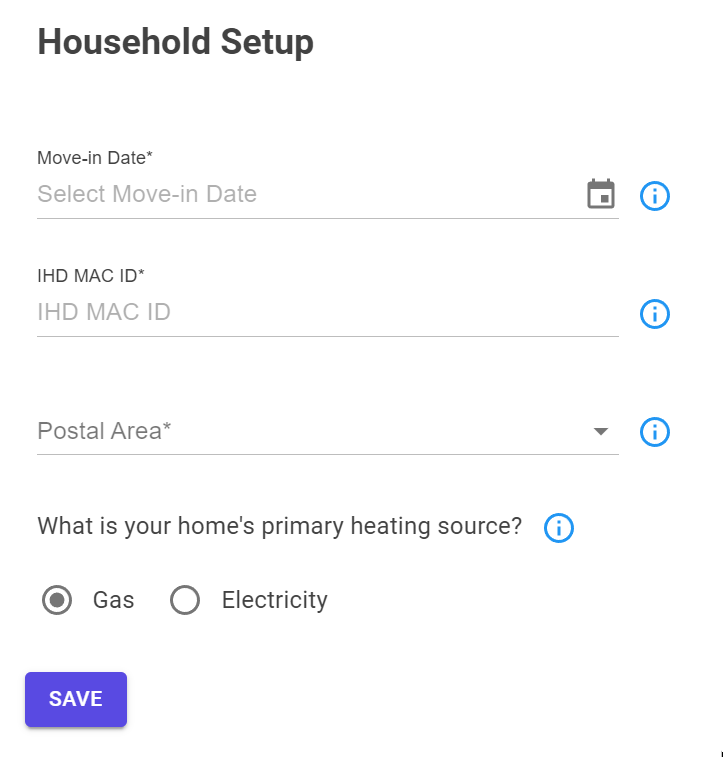 Household Setup
Move-in Date*
Select Move-in Date
IHD MAC ID*
IHD MAC ID
Postal Area*
What is your home's primary heating source?
Gas Electricity
SAVE